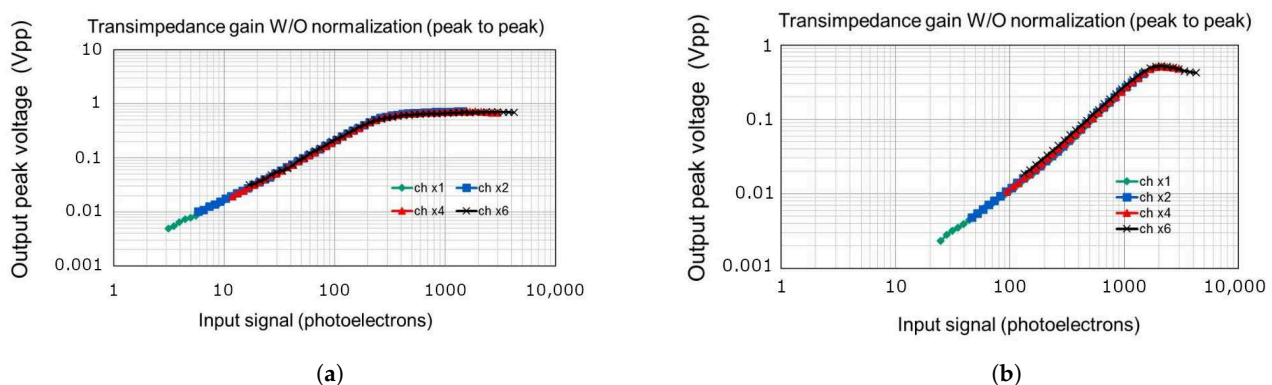 Transimpedance gain W/O normalization (peak to peak)
Output peak voltage (Vpp)
10
1
0.1
0.01
0.001
ch x1
ch x2
ch x4
ch x6
1
10
100
1000
10,000
Input signal (photoelectrons)
(a)
Transimpedance gain W/O normalization (peak to peak)
Output peak voltage (Vpp)
1
0.1
0.01
0.001
ch x1
ch x2
ch x4
ch x6
1
10
100
1000
10,000
Input signal (photoelectrons)
(b)